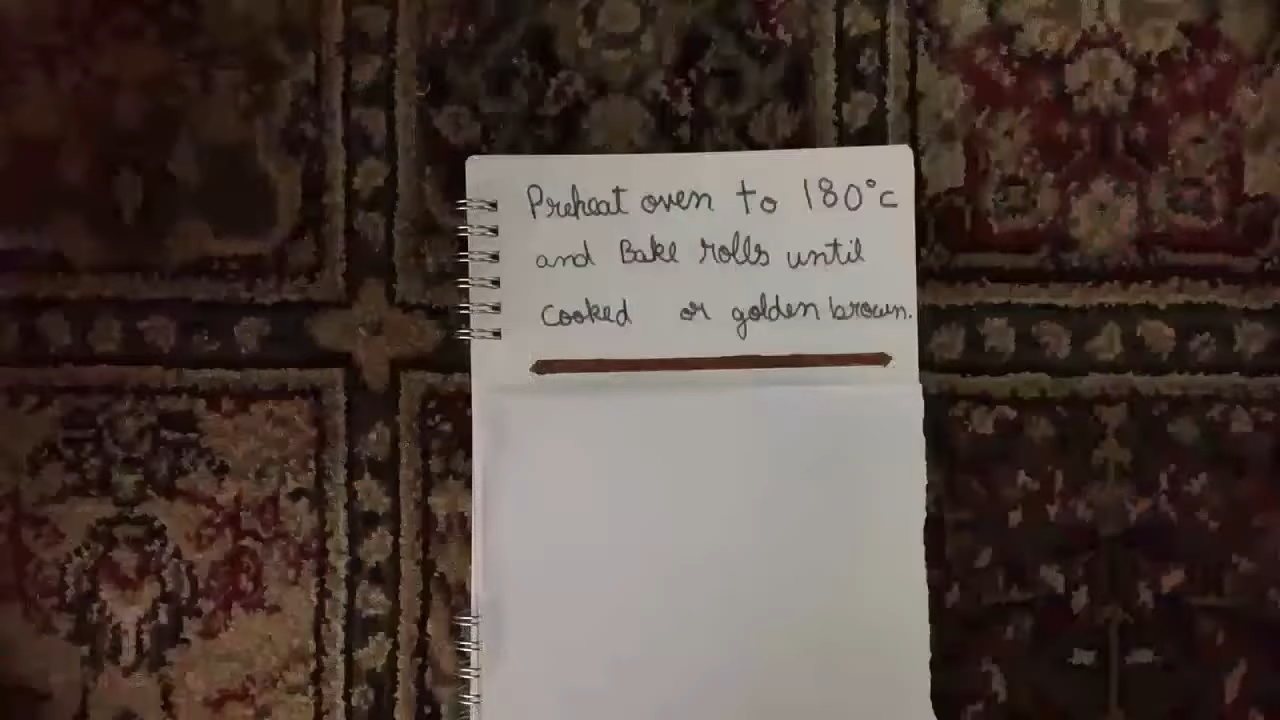 Preheat oven to 180°c
and Bake rolls until
cooked or golden brown.